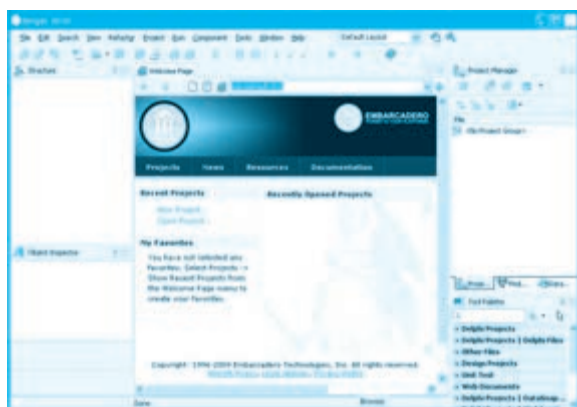 File Edit Search View Refactor Project Run Component Tools Window Help
Default Layout
Structure
Welcome Page
Project Manager
File
EMBARCADERO
Projects News Resources Documentation
Recent Projects
Recently Opened Projects
New Project
Open Project
My Favorites
You have not selected any
Favorites. Select Projects ->
Show Recent Projects from
the Welcome Page menu to
create your favorites.
Object Inspector
Tool Palette
Delphi Projects
Delphi Projects | Delphi Files
Other Files
Design Projects
Unit Test
Web Documents
Delphi Projects | DataSnap ...
Copyright 1996-2009 Embarcadero Technologies, Inc. All rights reserved.
Done